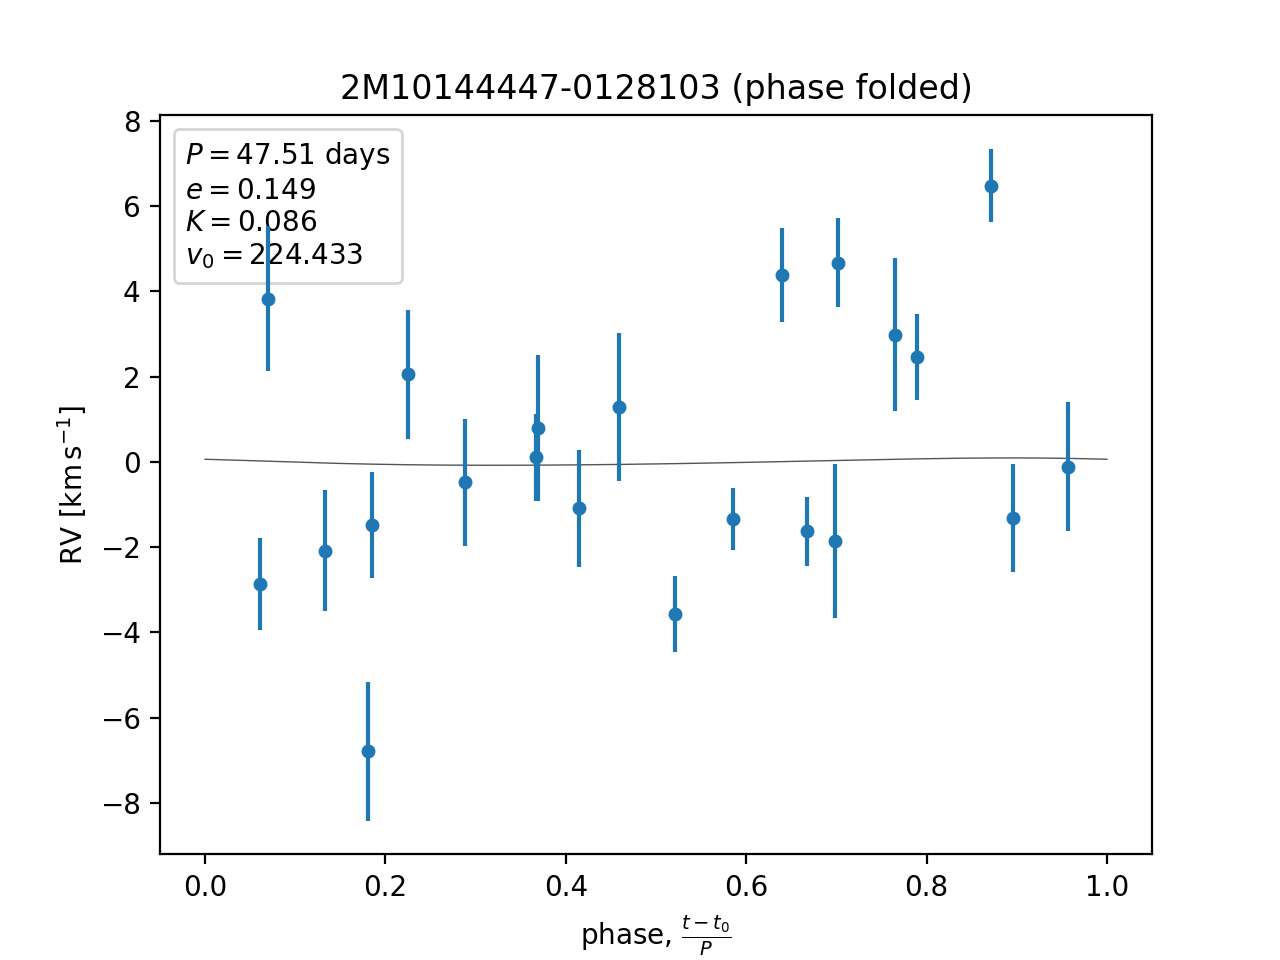 2M10144447-0128103 (phase folded)
P = 47.51 days
e = 0.149
K = 0.086
v₀ = 224.433
8
6
4
2
0
−2
−4
−6
−8
RV [km s⁻¹]
0.0 0.2 0.4 0.6 0.8 1.0
phase, (t − t₀)/P